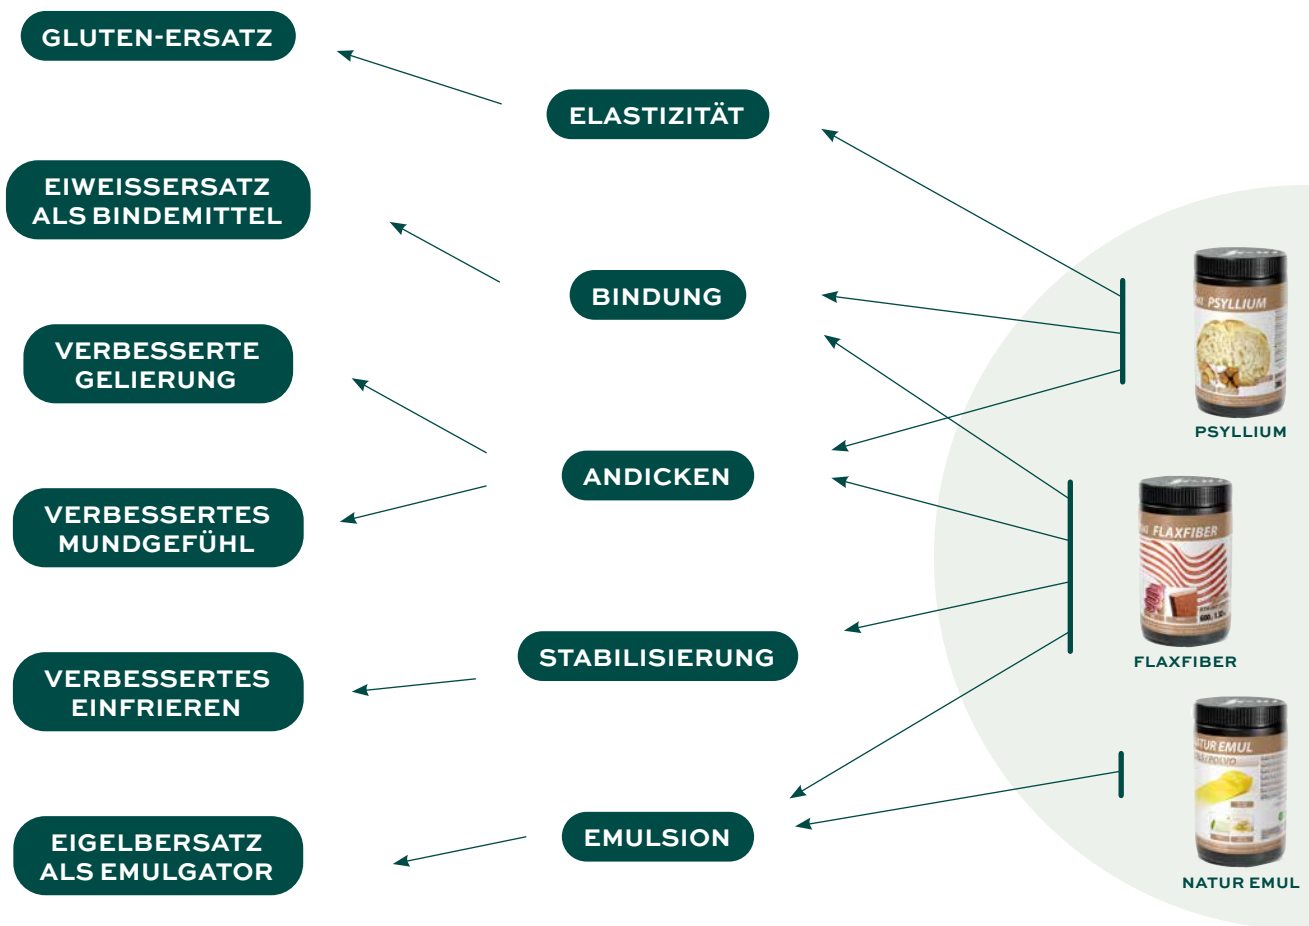 GLUTEN-ERSATZ
ELASTIZITÄT
EIWEISSERSATZ
ALS BINDEMITTEL
BINDUNG
PSYLLIUM
PSYLLIUM
VERBESSERTE
GELIERUNG
ANDICKEN
FLAXFIBER
FLAXFIBER
VERBESSERTES
MUNDGEFÜHL
STABILISIERUNG
VERBESSERTES
EINFRIEREN
NATUR EMUL
EIGELBERSATZ
ALS EMULGATOR
EMULSION
NATUR EMUL